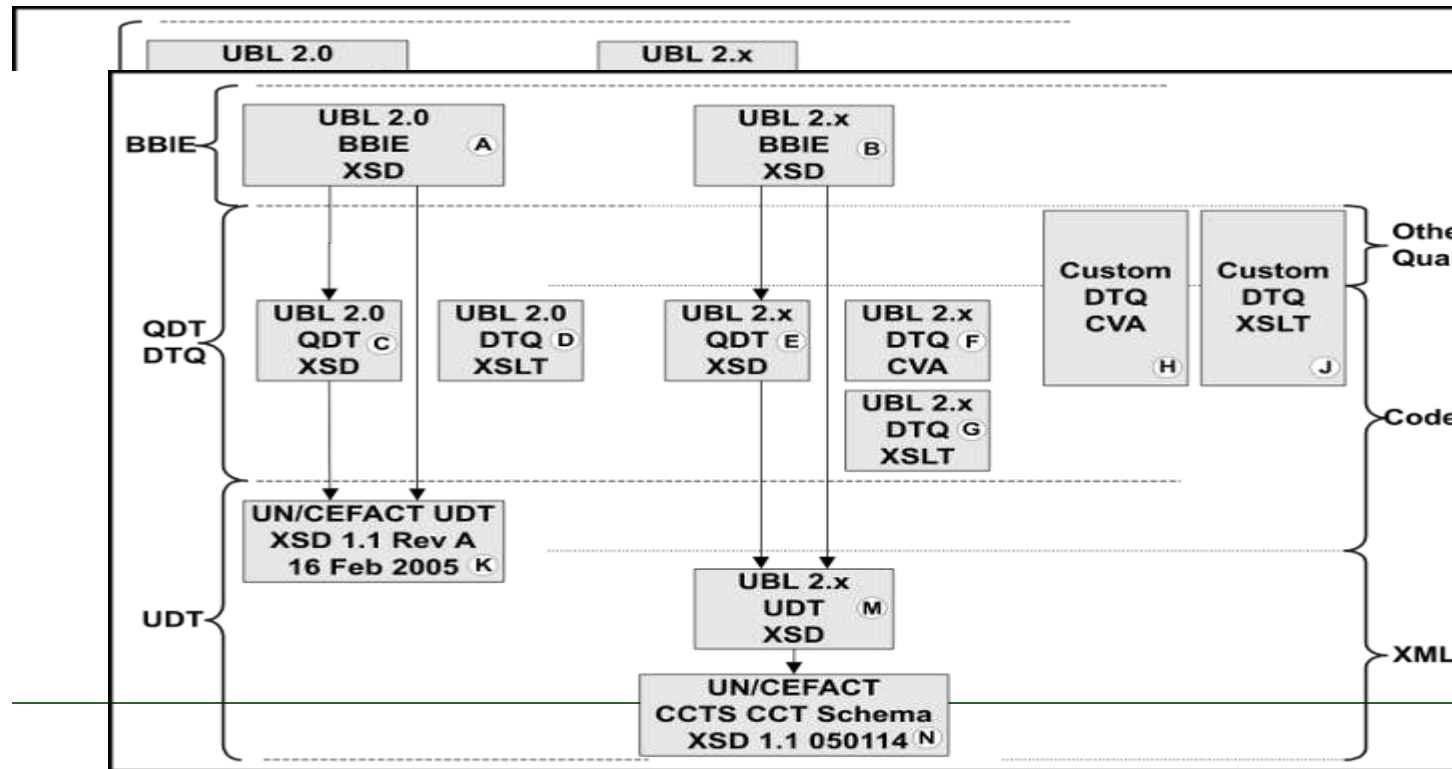 UBL 2.0
UBL 2.x
BBIE
UBL 2.0
BBIE
XSD
A
UBL 2.x
BBIE
XSD
B
QDT
DTQ
UBL 2.0
QDT
XSD
C
UBL 2.0
DTQ
XSLT
D
UBL 2.x
QDT
XSD
E
UBL 2.x
DTQ
CVA
F
UBL 2.x
DTQ
XSLT
G
Custom
DTQ
CVA
H
Custom
DTQ
XSLT
J
Othe
Qua
Code
UDT
UN/CEFACT UDT
XSD 1.1 Rev A
16 Feb 2005
K
UBL 2.x
UDT
XSD
M
UN/CEFACT
CCTS CCT Schema
XSD 1.1 050114
N
XML